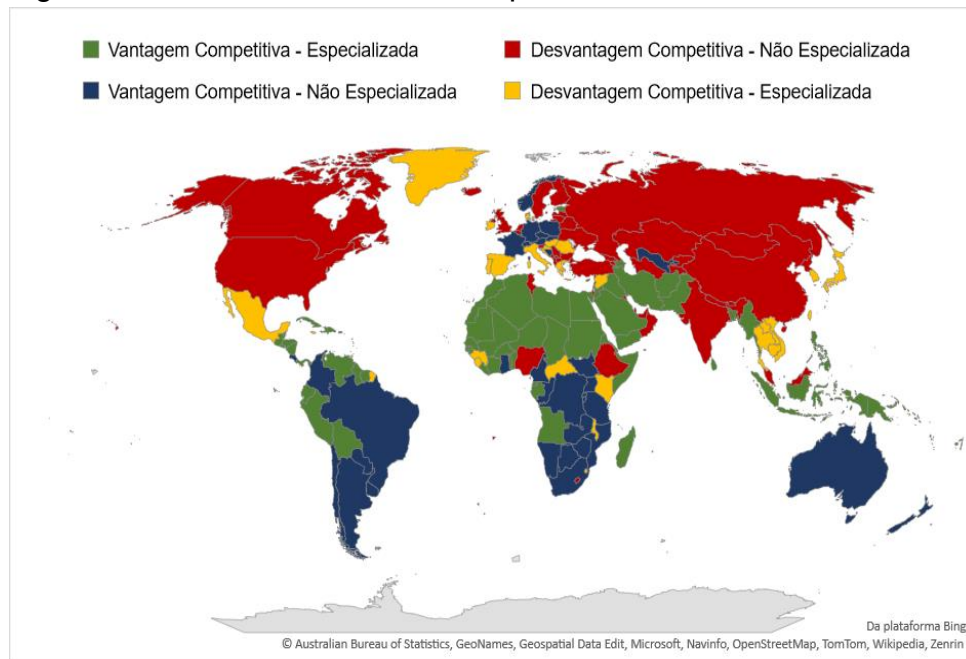 Vantagem Competitiva - Especializada
Desvantagem Competitiva - Não Especializada
Vantagem Competitiva - Não Especializada
Desvantagem Competitiva - Especializada
Da plataforma Bing
© Australian Bureau of Statistics, GeoNames, Geospatial Data Edit, Microsoft, Navinfo, OpenStreetMap, TomTom, Wikipedia, Zenrin